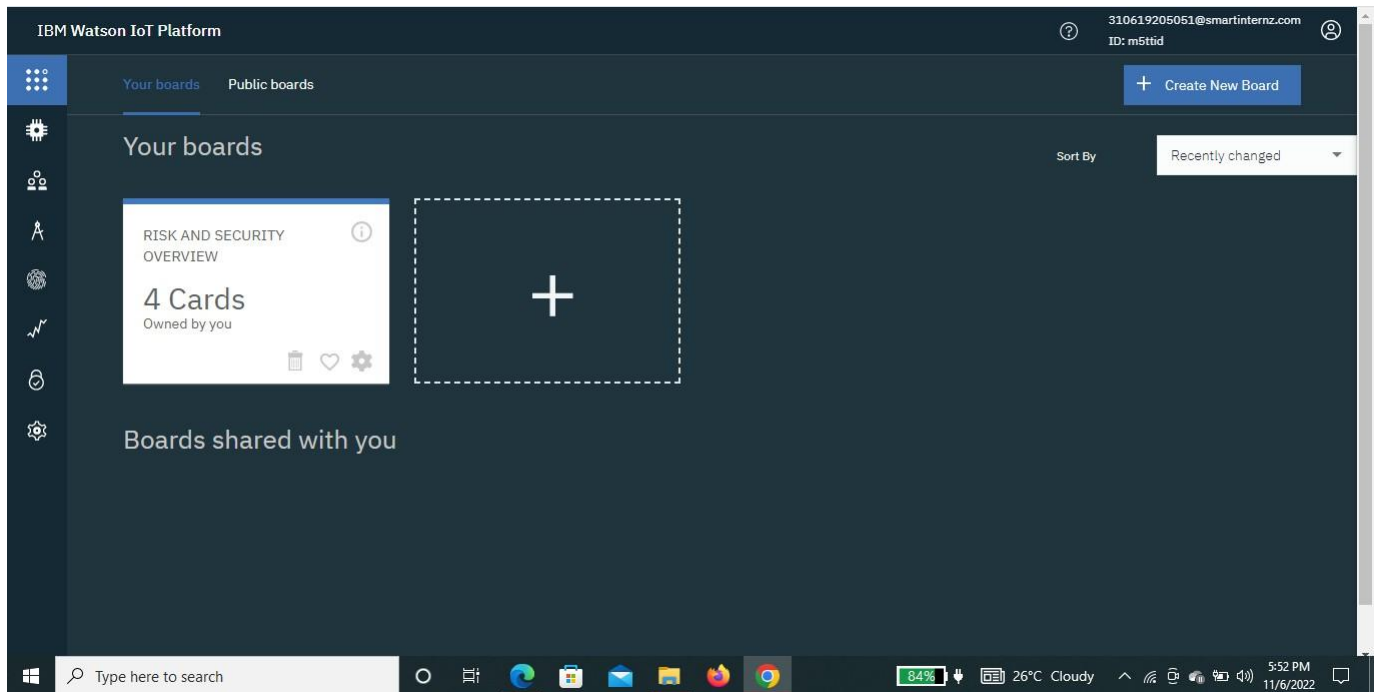 IBM Watson IoT Platform
310619205051@smartinternz.com
ID: m5ttid
Your boards
Public boards
Create New Board
Your boards
Sort By
Recently changed
RISK AND SECURITY
OVERVIEW
4 Cards
Owned by you
Boards shared with you
Type here to search
84%
26°C Cloudy
5:52 PM
11/6/2022